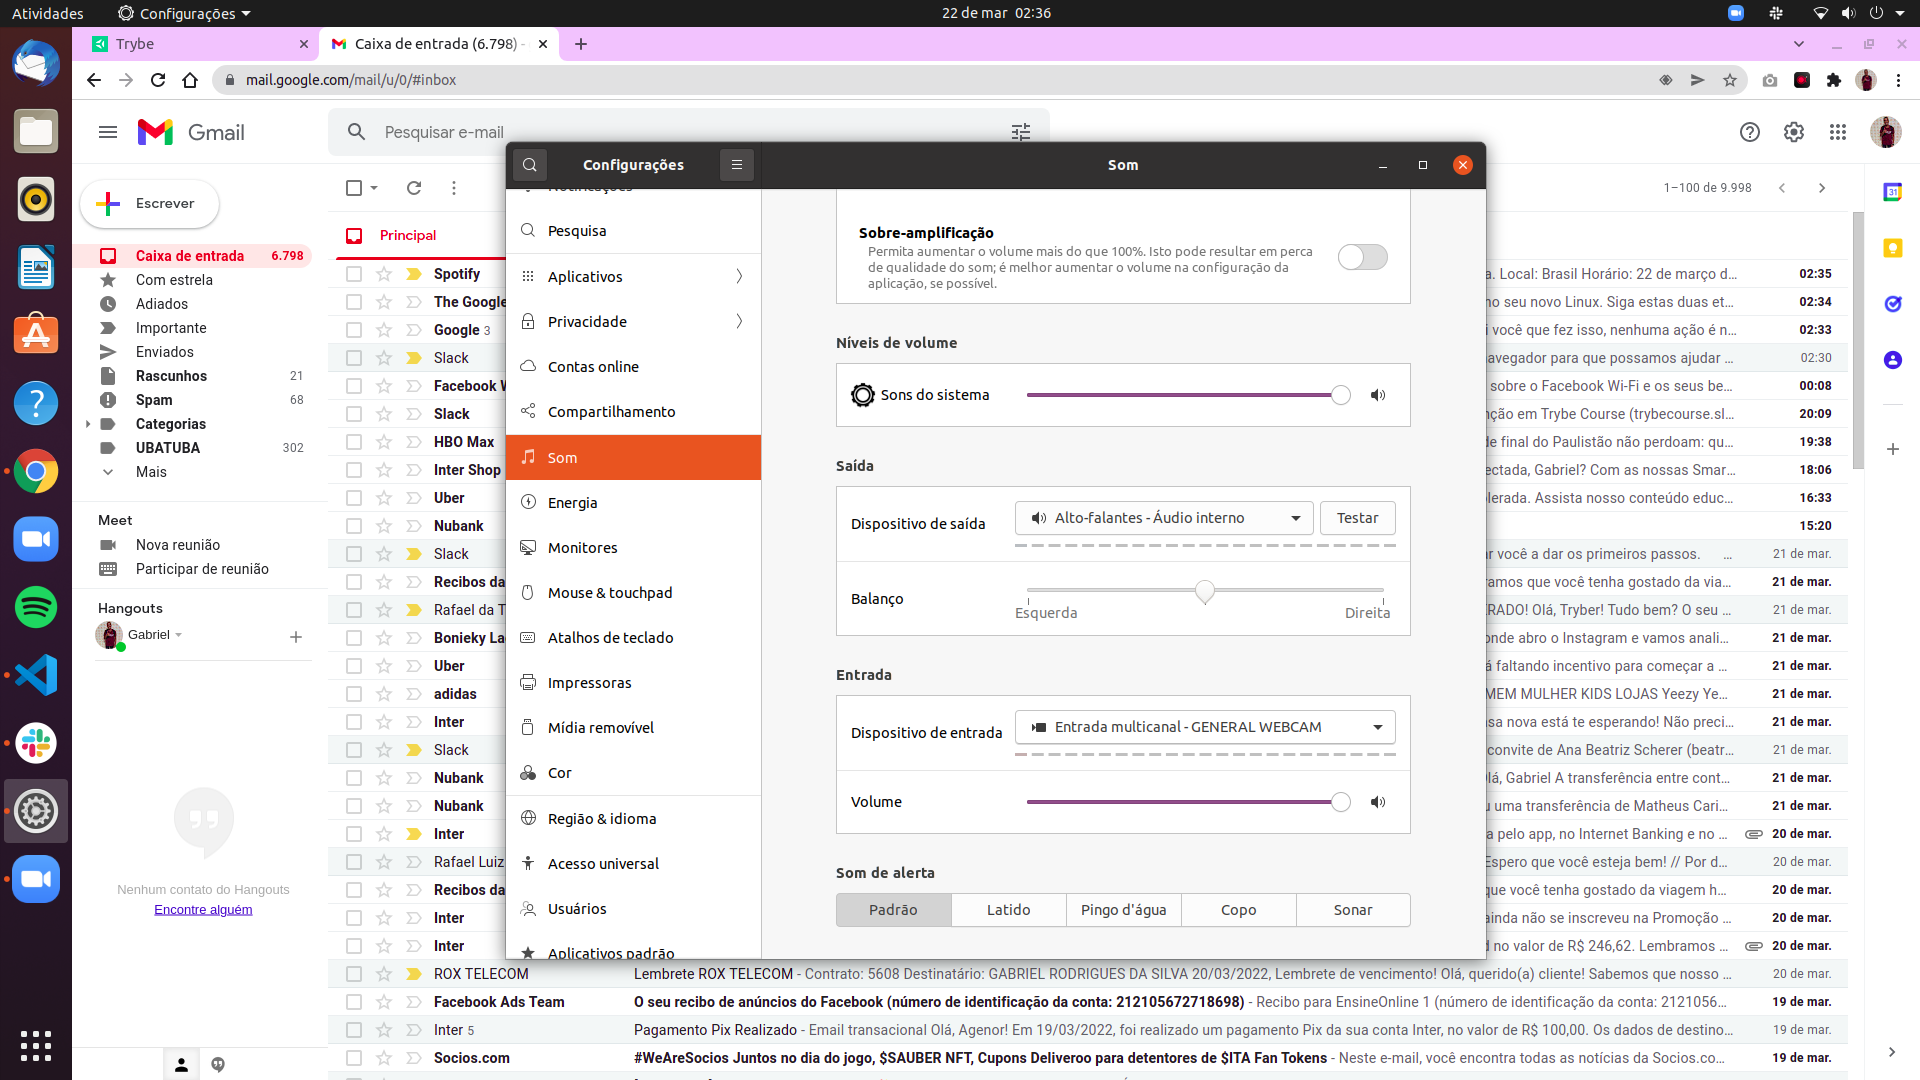 Atividades
Configurações
22 de mar 02:36
Trybe
Caixa de entrada (6.798) -
mail.google.com/mail/u/0/#inbox
Gmail
Pesquisar e-mail
Escrever
Caixa de entrada 6.798
Com estrela
Adiados
Importante
Enviados
Rascunhos 21
Spam 68
Categorias
UBATUBA 302
Mais
Meet
Nova reunião
Participar de reunião
Hangouts
Gabriel
Nenhum contato do Hangouts
Encontre alguém
1–100 de 9.998
Principal
Spotify
The Google
Google 3
Slack
Facebook W
Slack
HBO Max
Inter Shop
Uber
Nubank
Slack
Recibos da
Rafael da T
Bonieky La
Uber
adidas
Inter
Slack
Nubank
Nubank
Inter
Rafael Luiz
Recibos da
Inter
Inter
Configurações
Som
Notificações
Pesquisa
Aplicativos
Privacidade
Contas online
Compartilhamento
Som
Energia
Monitores
Mouse & touchpad
Atalhos de teclado
Impressoras
Mídia removível
Cor
Região & idioma
Acesso universal
Usuários
Aplicativos padrão
Sobre-amplificação
Permita aumentar o volume mais do que 100%. Isto pode resultar em perca
de qualidade do som; é melhor aumentar o volume na configuração da
aplicação, se possível.
Níveis de volume
Sons do sistema
Saída
Dispositivo de saída
Alto-falantes - Áudio interno
Testar
Balanço
Esquerda
Direita
Entrada
Dispositivo de entrada
Entrada multicanal - GENERAL WEBCAM
Volume
Som de alerta
Padrão
Latido
Pingo d'água
Copo
Sonar
a. Local: Brasil Horário: 22 de março d... 02:35
no seu novo Linux. Siga estas duas et... 02:34
i você que fez isso, nenhuma ação é n... 02:33
navegador para que possamos ajudar ... 02:30
sobre o Facebook Wi-Fi e os seus be... 00:08
nção em Trybe Course (trybecourse.sl... 20:09
de final do Paulistão não perdoam: qu... 19:38
ectada, Gabriel? Com as nossas Smar... 18:06
olerada. Assista nosso conteúdo educ... 16:33
15:20
ar você a dar os primeiros passos. ... 21 de mar.
ramos que você tenha gostado da via... 21 de mar.
TRADO! Olá, Tryber! Tudo bem? O seu ... 21 de mar.
onde abro o Instagram e vamos anali... 21 de mar.
á faltando incentivo para começar a ... 21 de mar.
MEM MULHER KIDS LOJAS Yeezy Ye... 21 de mar.
sa nova está te esperando! Não preci... 21 de mar.
convite de Ana Beatriz Scherer (beatr... 21 de mar.
lá, Gabriel A transferência entre cont... 21 de mar.
u uma transferência de Matheus Cari... 21 de mar.
a pelo app, no Internet Banking e no ... 20 de mar.
Espero que você esteja bem! // Por d... 20 de mar.
que você tenha gostado da viagem h... 20 de mar.
ainda não se inscreveu na Promoção ... 20 de mar.
d no valor de R$ 246,62. Lembramos ... 20 de mar.
ROX TELECOM Lembrete ROX TELECOM - Contrato: 5608 Destinatário: GABRIEL RODRIGUES DA SILVA 20/03/2022, Lembrete de vencimento! Olá, querido(a) cliente! Sabemos que nosso ... 20 de mar.
Facebook Ads Team O seu recibo de anúncios do Facebook (número de identificação da conta: 212105672718698) - Recibo para EnsineOnline 1 (número de identificação da conta: 2121056... 19 de mar.
Inter 5 Pagamento Pix Realizado - Email transacional Olá, Agenor! Em 19/03/2022, foi realizado um pagamento Pix da sua conta Inter, no valor de R$ 100,00. Os dados de destino... 19 de mar.
Socios.com #WeAreSocios Juntos no dia do jogo, $SAUBER NFT, Cupons Deliveroo para detentores de $ITA Fan Tokens - Neste e-mail, você encontra todas as notícias da Socios.co... 19 de mar.